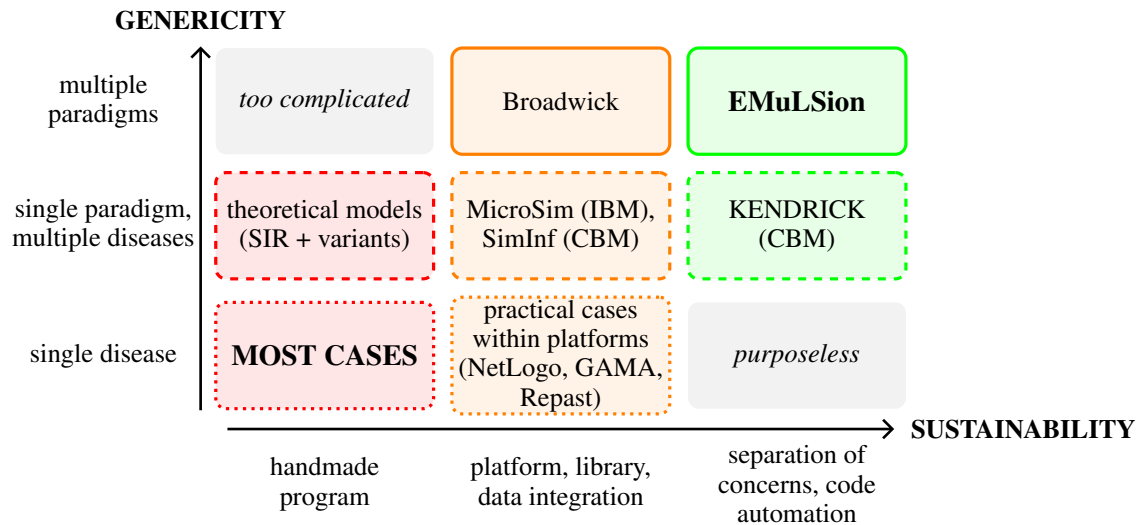 GENERICITY
multiple
paradigms
too complicated
Broadwick
EMuLSion
single paradigm,
multiple diseases
theoretical models
(SIR + variants)
MicroSim (IBM),
SimInf (CBM)
KENDRICK
(CBM)
single disease
MOST CASES
practical cases
within platforms
(NetLogo, GAMA,
Repast)
purposeless
SUSTAINABILITY
handmade
program
platform, library,
data integration
separation of
concerns, code
automation